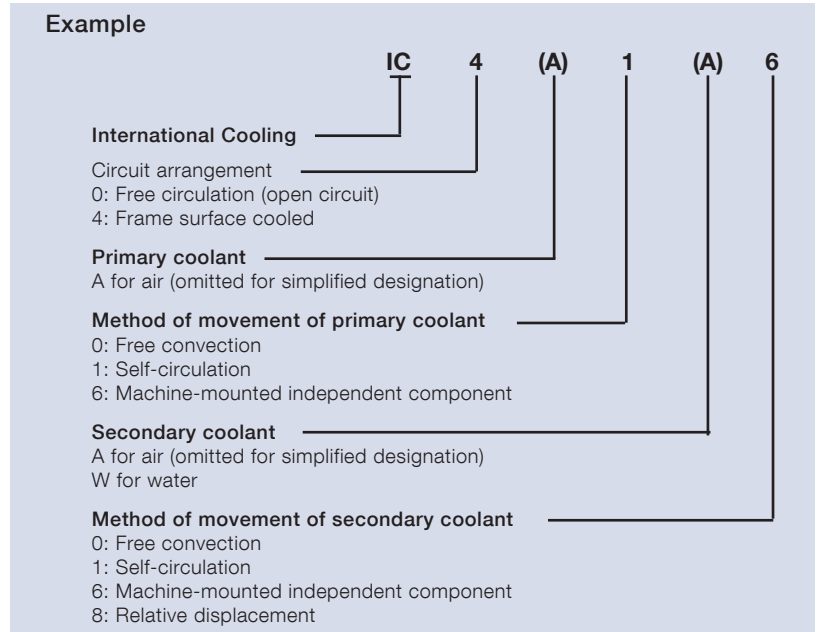 Example
IC 4 (A) 1 (A) 6
International Cooling
Circuit arrangement
0: Free circulation (open circuit)
4: Frame surface cooled
Primary coolant
A for air (omitted for simplified designation)
Method of movement of primary coolant
0: Free convection
1: Self-circulation
6: Machine-mounted independent component
Secondary coolant
A for air (omitted for simplified designation)
W for water
Method of movement of secondary coolant
0: Free convection
1: Self-circulation
6: Machine-mounted independent component
8: Relative displacement